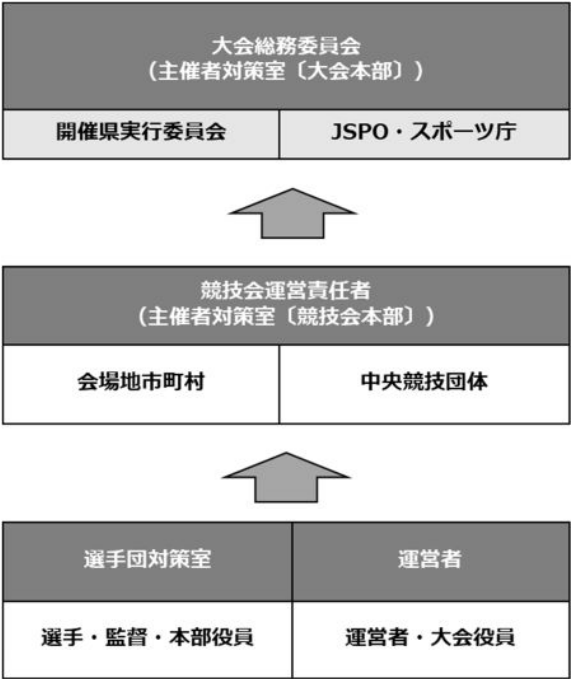 大会総務委員会
（主催者対策室〔大会本部〕）
開催県実行委員会
JSPO・スポーツ庁
競技会運営責任者
（主催者対策室〔競技会本部〕）
会場地市町村
中央競技団体
選手団対策室
運営者
選手・監督・本部役員
運営者・大会役員